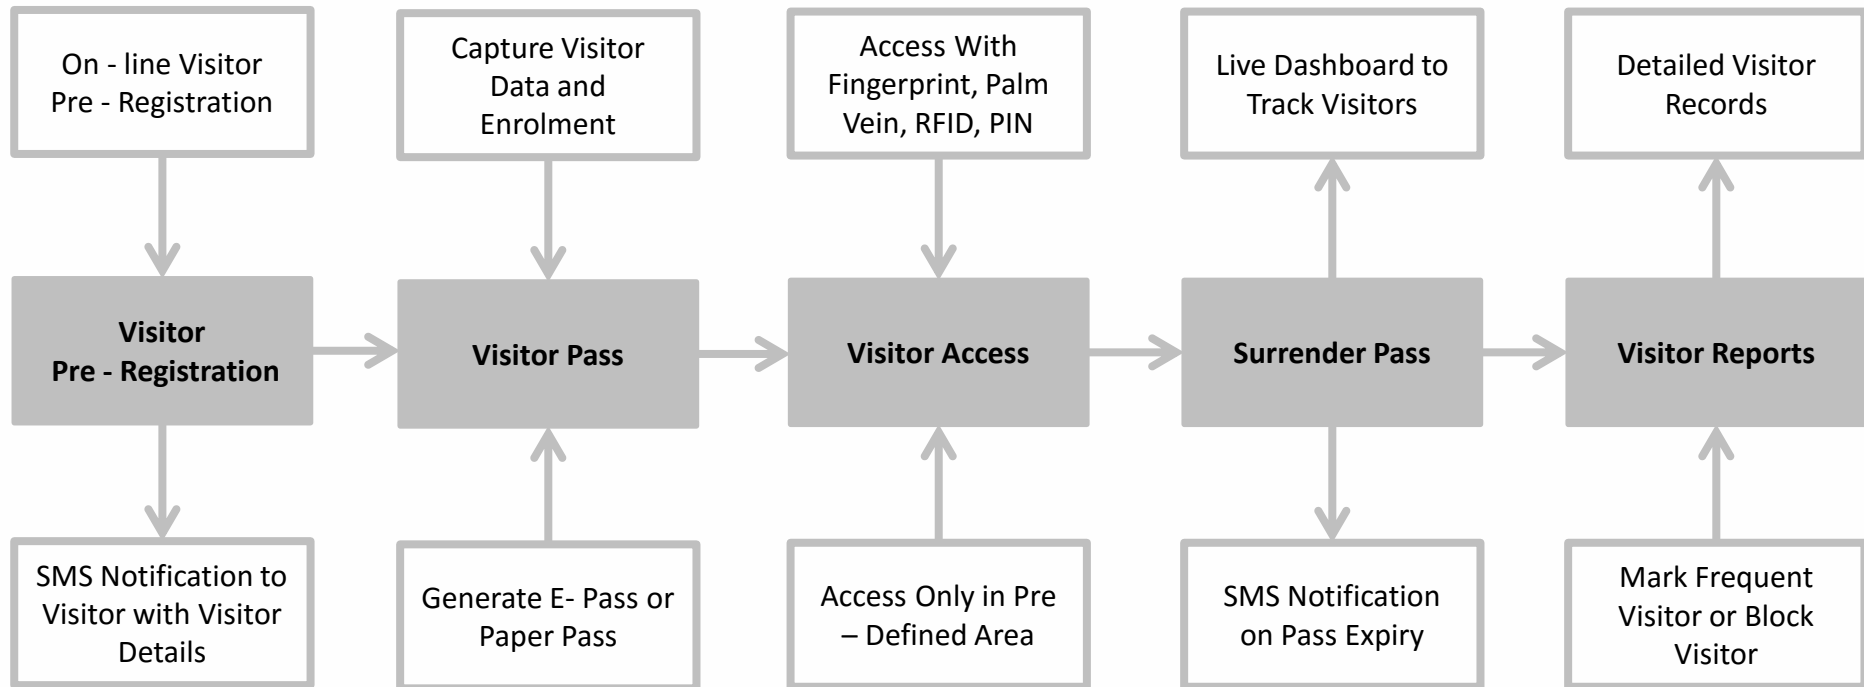 On - line Visitor
Pre - Registration
Capture Visitor
Data and
Enrolment
Access With
Fingerprint, Palm
Vein, RFID, PIN
Live Dashboard to
Track Visitors
Detailed Visitor
Records
Visitor
Pre - Registration
Visitor Pass
Visitor Access
Surrender Pass
Visitor Reports
SMS Notification to
Visitor with Visitor
Details
Generate E- Pass or
Paper Pass
Access Only in Pre
– Defined Area
SMS Notification
on Pass Expiry
Mark Frequent
Visitor or Block
Visitor